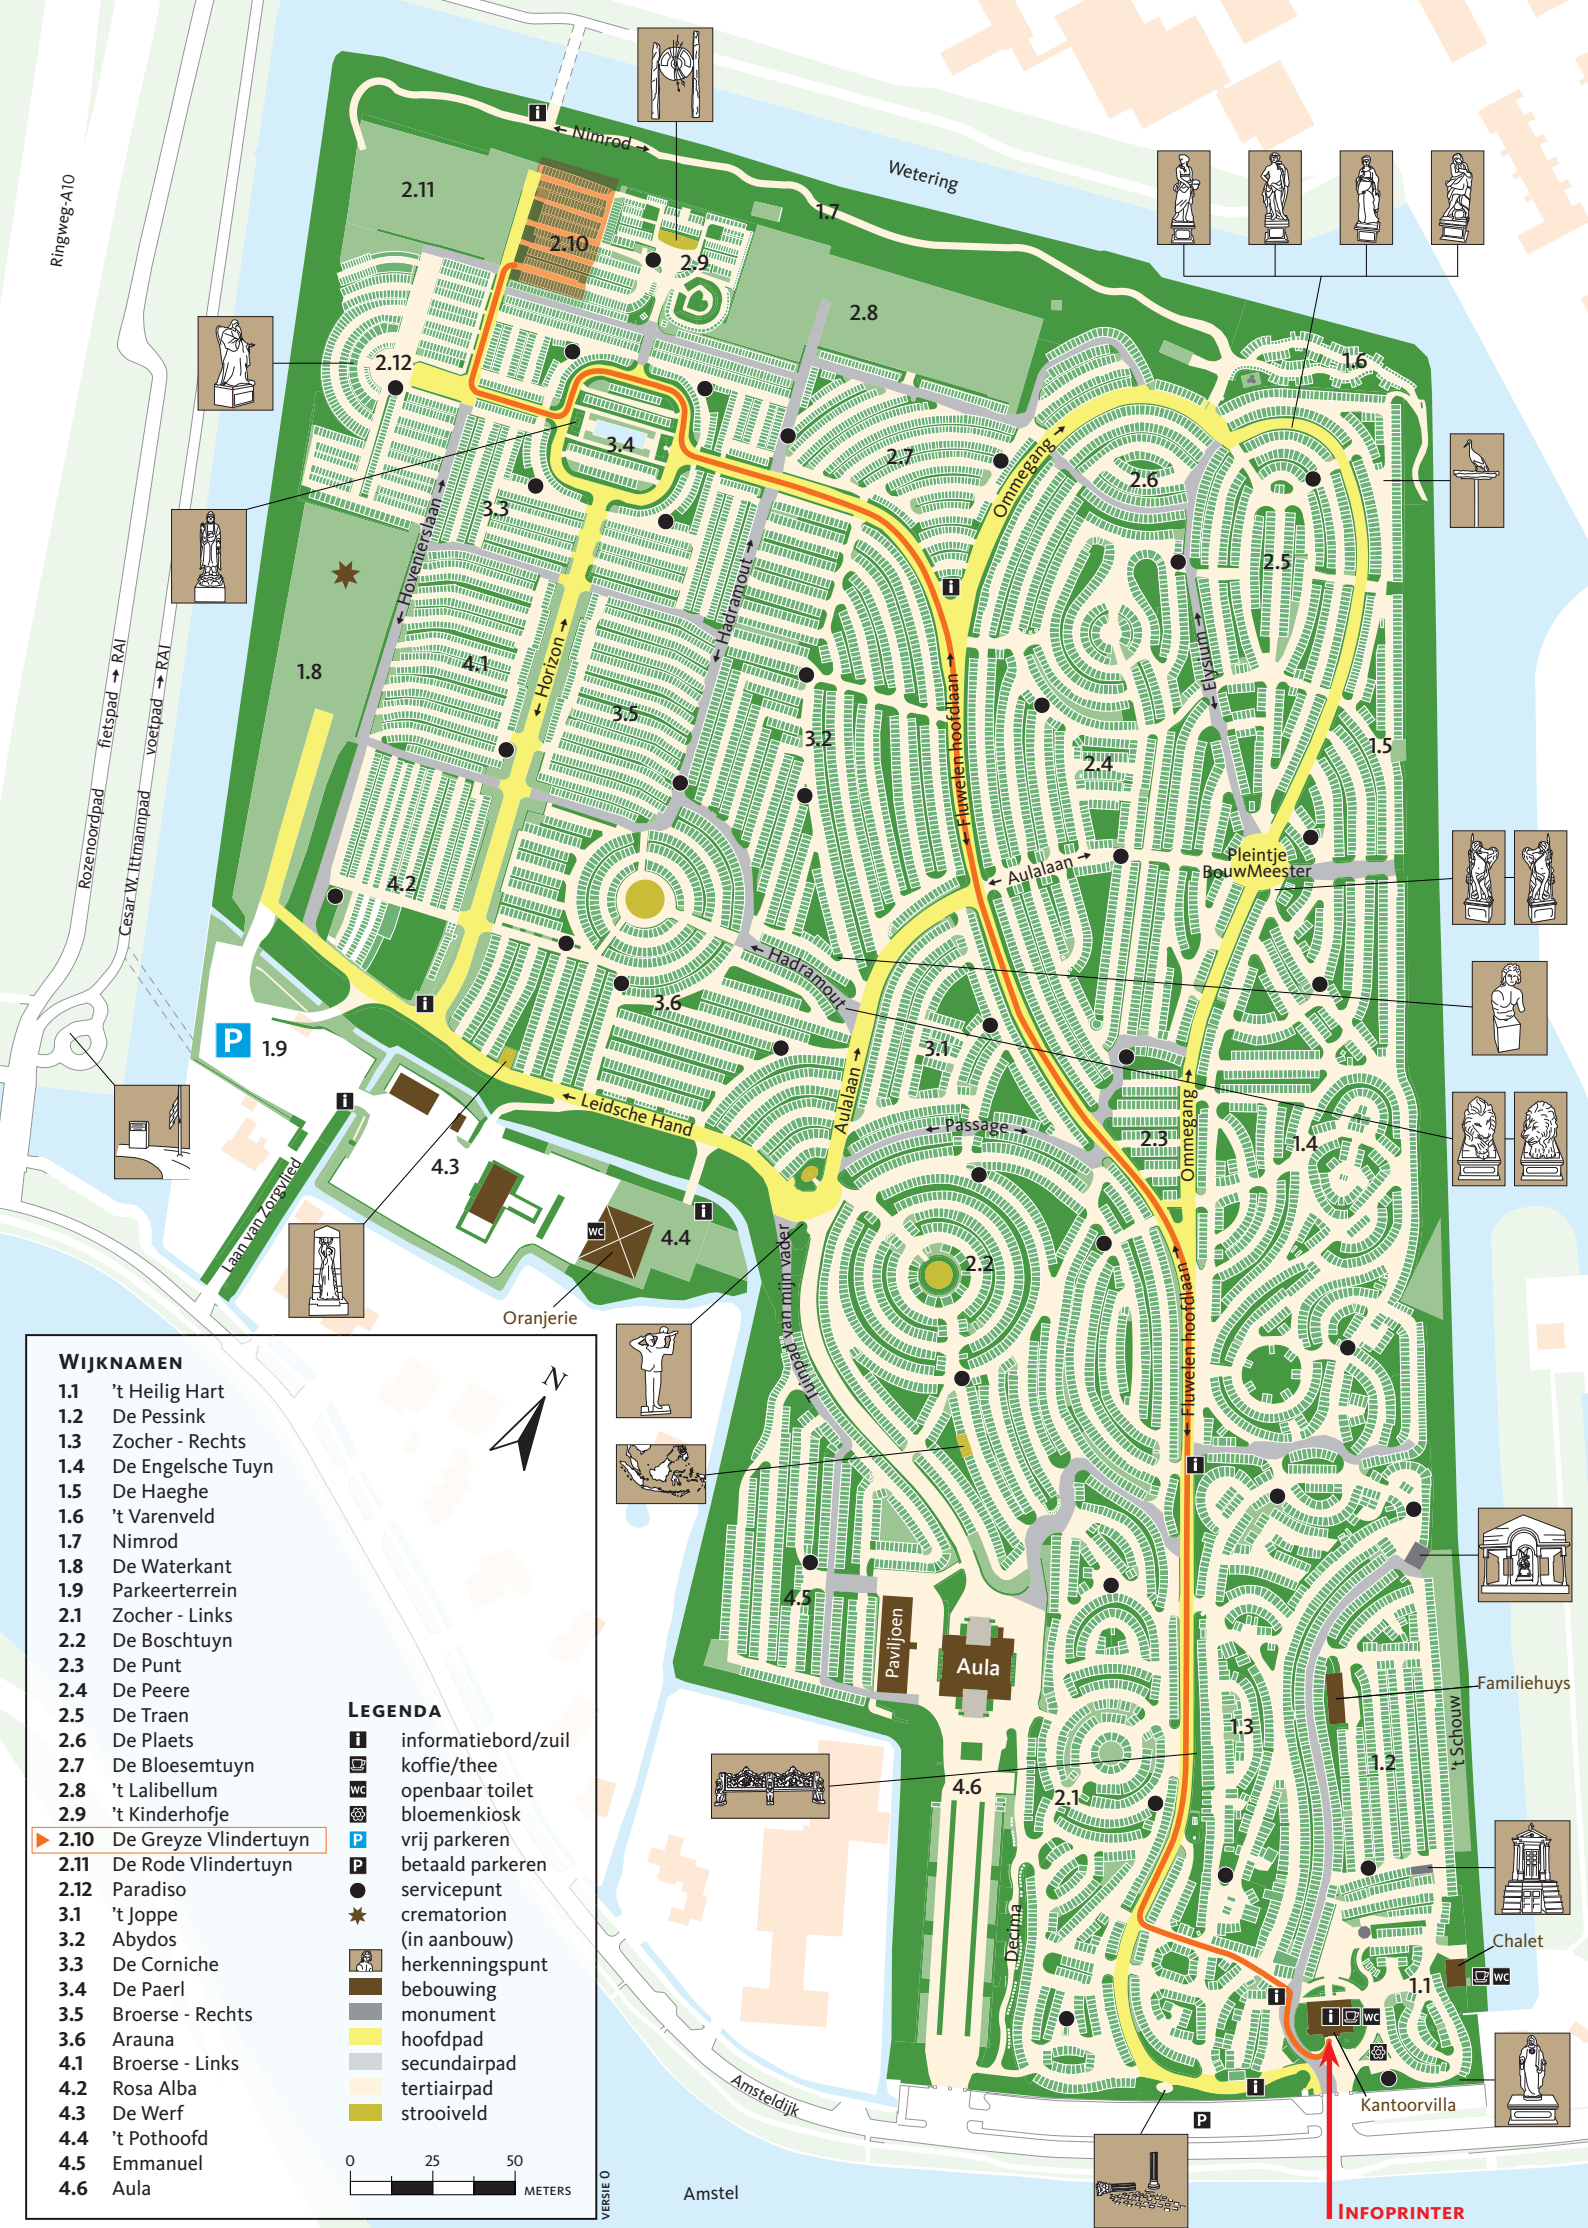 Nimrod
Wetering
Ringweg-A10
2.11
2.10
2.9
1.7
2.8
1.6
2.12
3.4
2.7
Ommegang
2.6
3.3
Hovenierslaan
Hadramout
2.5
Elysium
Horizon
4.1
1.8
3.5
3.2
Fluwelen hoofdlaan
2.4
1.5
fietspad → RAI
voetpad → RAI
Rozenoordpad
Cesar W. Ittmannpad
Pleintje
BouwMeester
Aulalaan
4.2
Hadramout
3.6
3.1
P 1.9
Aulalaan
Leidsche Hand
Passage
2.3
Ommegang
1.4
4.3
Laan van Zorgvlied
WC
4.4
Oranjerie
Tuinpad van mijn vader
2.2
Fluwelen hoofdlaan
4.5
Paviljoen
Aula
Familiehuys
't Schouw
1.3
1.2
4.6
2.1
Decima
Chalet
WC
1.1
WC
Kantoorvilla
P
Amsteldijk
Amstel
INFOPRINTER
N
WIJKNAMEN
1.1 't Heilig Hart
1.2 De Pessink
1.3 Zocher - Rechts
1.4 De Engelsche Tuyn
1.5 De Haeghe
1.6 't Varenveld
1.7 Nimrod
1.8 De Waterkant
1.9 Parkeerterrein
2.1 Zocher - Links
2.2 De Boschtuyn
2.3 De Punt
2.4 De Peere
2.5 De Traen
2.6 De Plaets
2.7 De Bloesemtuyn
2.8 't Lalibellum
2.9 't Kinderhofje
2.10 De Greyze Vlindertuyn
2.11 De Rode Vlindertuyn
2.12 Paradiso
3.1 't Joppe
3.2 Abydos
3.3 De Corniche
3.4 De Paerl
3.5 Broerse - Rechts
3.6 Arauna
4.1 Broerse - Links
4.2 Rosa Alba
4.3 De Werf
4.4 't Pothoofd
4.5 Emmanuel
4.6 Aula
LEGENDA
i informatiebord/zuil
koffie/thee
WC openbaar toilet
bloemenkiosk
P vrij parkeren
P betaald parkeren
servicepunt
crematorion
(in aanbouw)
herkenningspunt
bebouwing
monument
hoofdpad
secundairpad
tertiairpad
strooiveld
0 25 50
METERS
VERSIE O